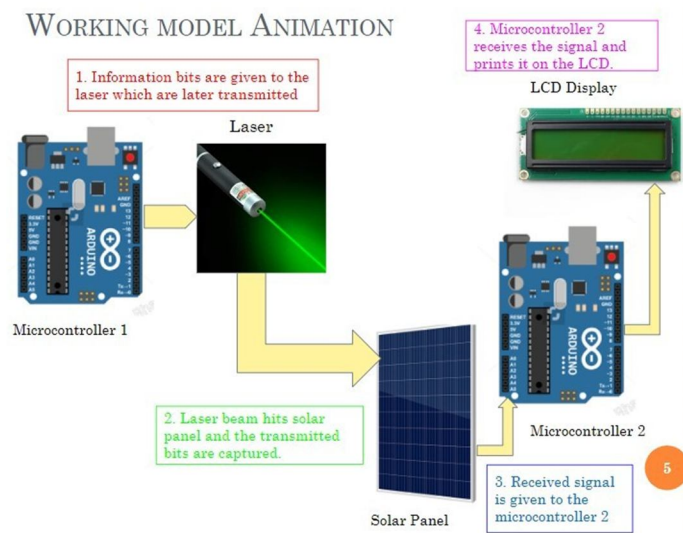 WORKING MODEL ANIMATION
4. Microcontroller 2
receives the signal and
prints it on the LCD.
1. Information bits are given to the
laser which are later transmitted
LCD Display
Laser
ARDUINO
Microcontroller 1
ARDUINO
2. Laser beam hits solar
panel and the transmitted
bits are captured.
Microcontroller 2
5
3. Received signal
is given to the
microcontroller 2
Solar Panel